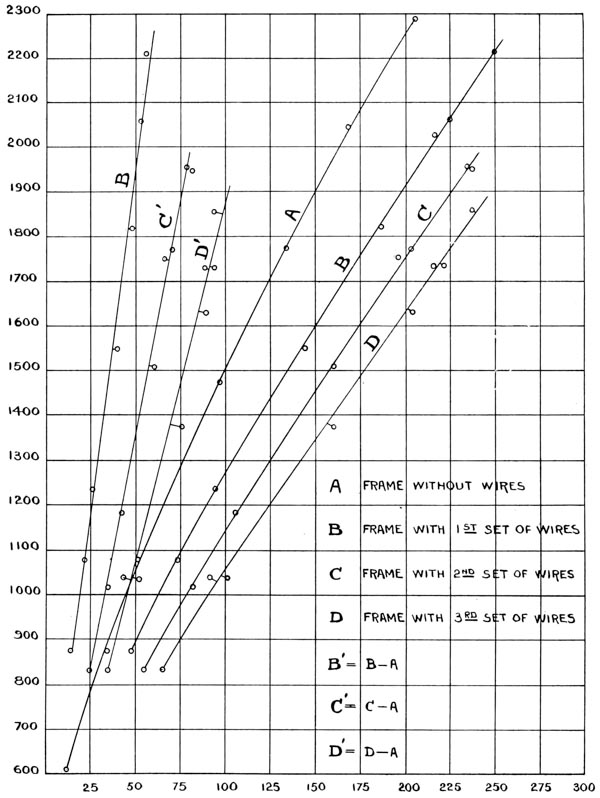 2300
2200
2100
2000
1900
1800
1700
1600
1500
1400
1300
1200
1100
1000
900
800
700
600
B
C'
D'
A
B
C
D
A FRAME WITHOUT WIRES
B FRAME WITH 1ST SET OF WIRES
C FRAME WITH 2ND SET OF WIRES
D FRAME WITH 3RD SET OF WIRES
B' = B-A
C' = C-A
D' = D-A
25 50 75 100 125 150 175 200 225 250 275 300